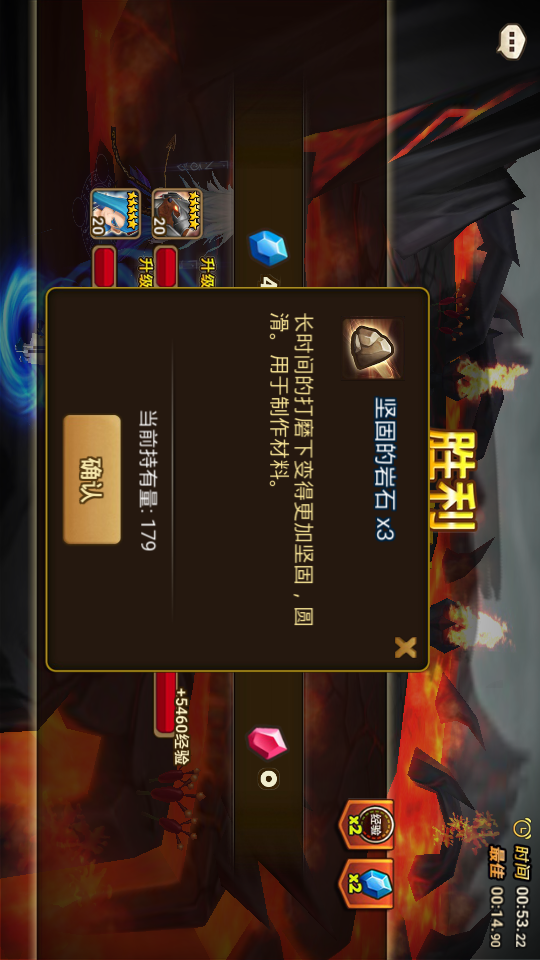 时间 00:53.22
最佳 00:14.90
胜利
坚固的岩石 x3
长时间的打磨下变得更加坚固，圆
滑。用于制作材料。
当前持有量: 179
确认
经验
x2
x2
4
0
升级
20
升级
20
+5460经验